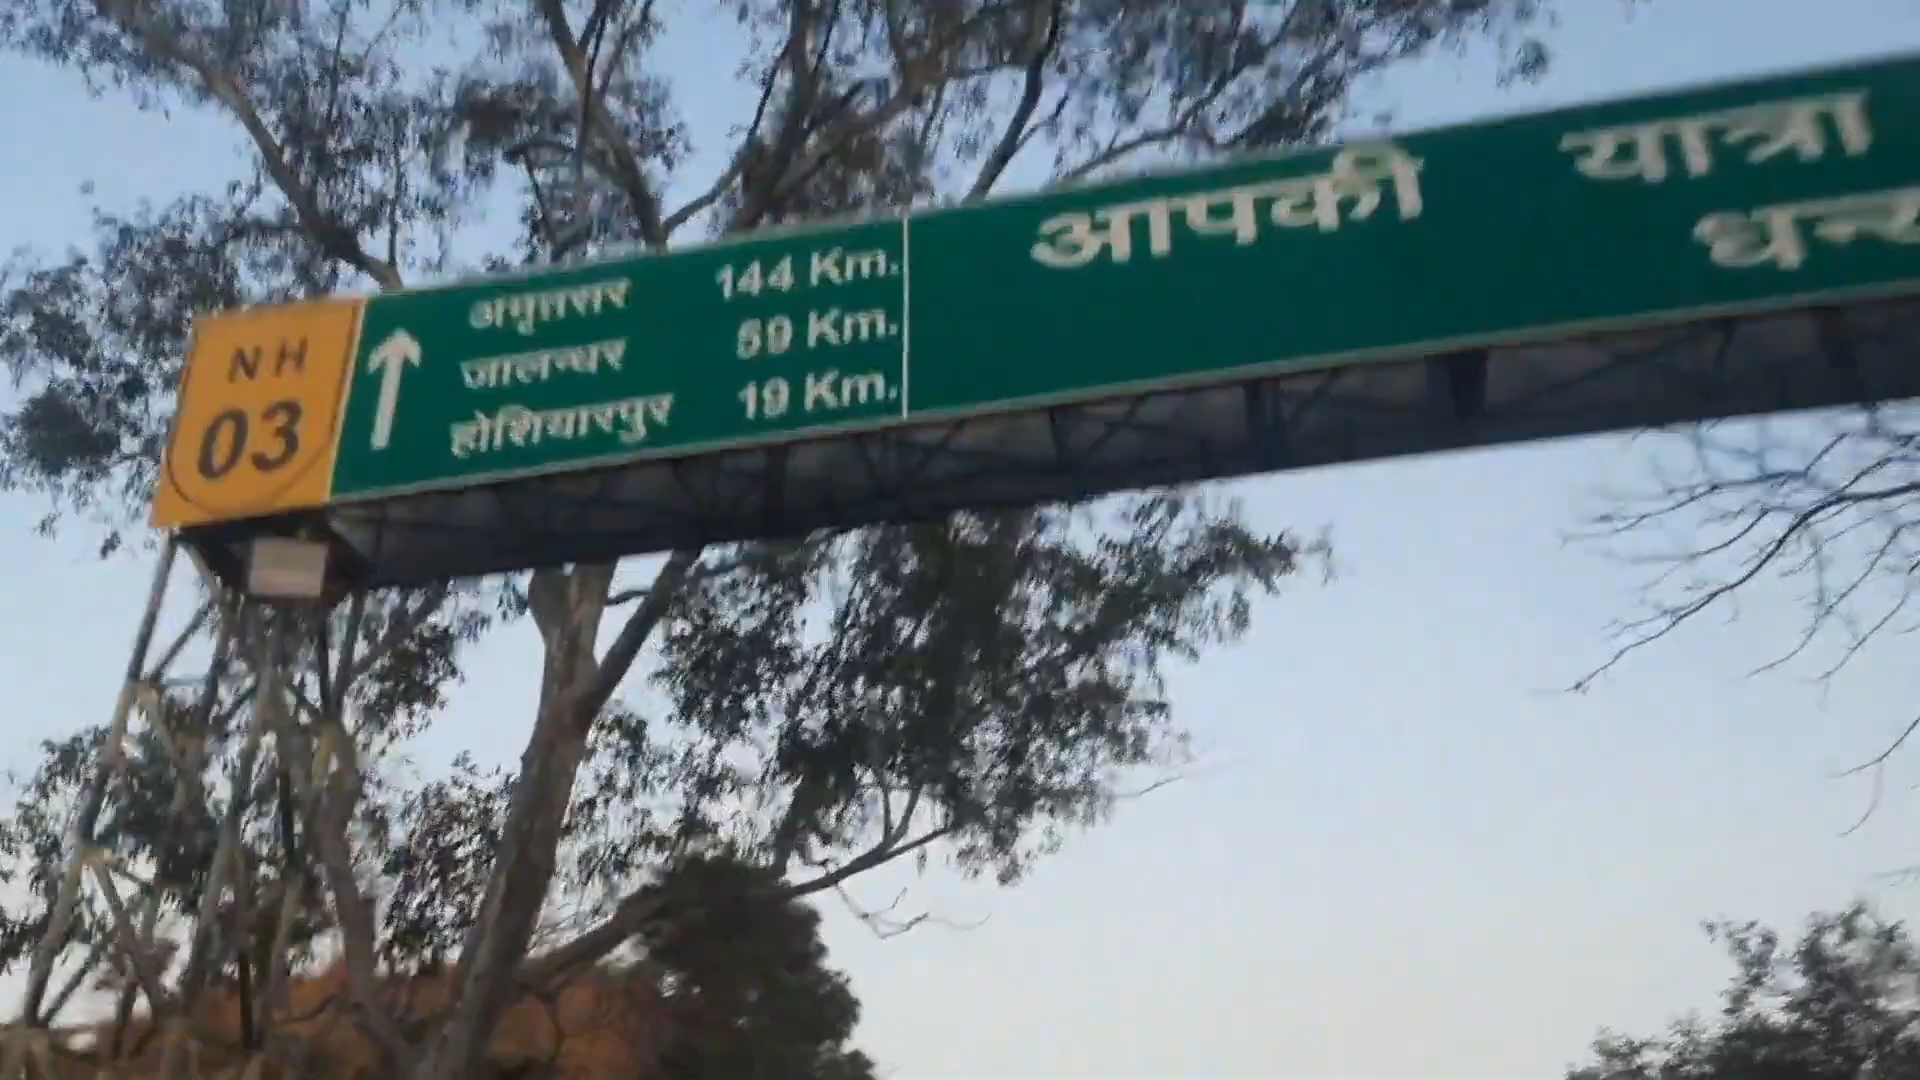 NH
03
अमृतसर 144 Km.
जालन्धर 59 Km.
होशियारपुर 19 Km.
आपकी यात्रा